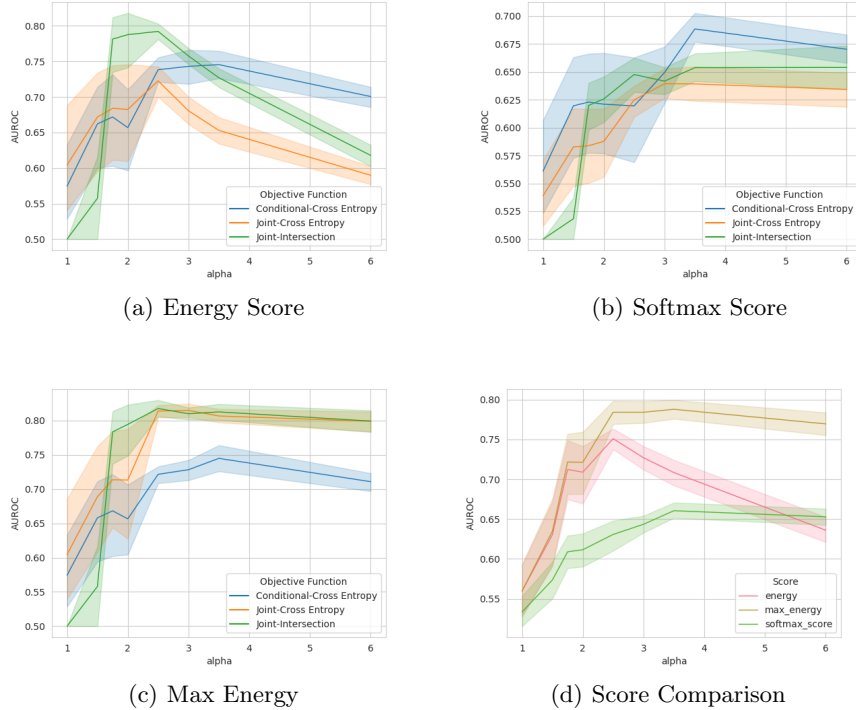 0.80
0.75
0.70
0.65
0.60
0.55
0.50
AUROC
1 2 3 4 5 6
alpha
Objective Function
Conditional-Cross Entropy
Joint-Cross Entropy
Joint-Intersection
(a) Energy Score
0.700
0.675
0.650
0.625
0.600
0.575
0.550
0.525
0.500
AUROC
1 2 3 4 5 6
alpha
Objective Function
Conditional-Cross Entropy
Joint-Cross Entropy
Joint-Intersection
(b) Softmax Score
0.80
0.75
0.70
0.65
0.60
0.55
0.50
AUROC
1 2 3 4 5 6
alpha
Objective Function
Conditional-Cross Entropy
Joint-Cross Entropy
Joint-Intersection
(c) Max Energy
0.80
0.75
0.70
0.65
0.60
0.55
AUROC
1 2 3 4 5 6
alpha
Score
energy
max_energy
softmax_score
(d) Score Comparison